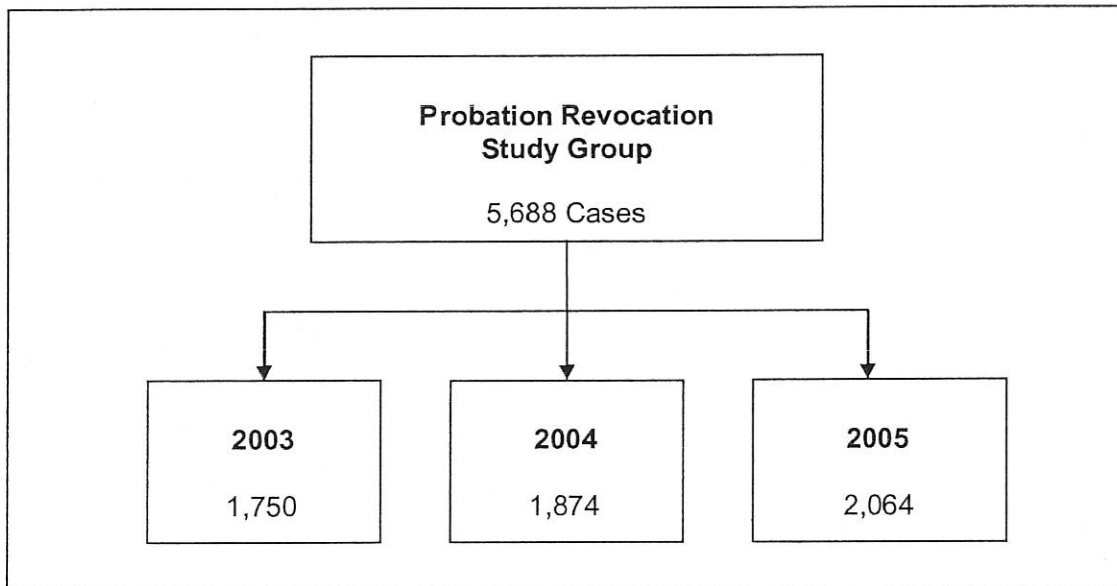 Probation Revocation
Study Group
5,688 Cases
2003
1,750
2004
1,874
2005
2,064